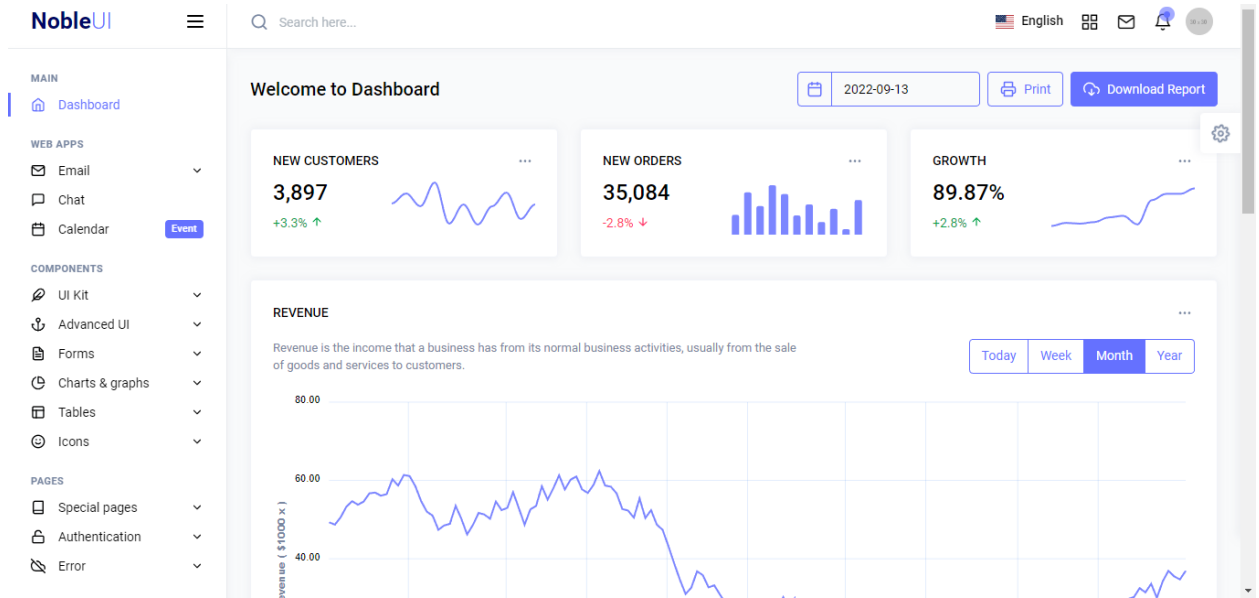 NobleUI
Search here...
English
MAIN
Dashboard
WEB APPS
Email
Chat
Calendar Event
COMPONENTS
UI Kit
Advanced UI
Forms
Charts & graphs
Tables
Icons
PAGES
Special pages
Authentication
Error
Welcome to Dashboard
2022-09-13
Print
Download Report
NEW CUSTOMERS
3,897
+3.3%
NEW ORDERS
35,084
-2.8%
GROWTH
89.87%
+2.8%
REVENUE
Revenue is the income that a business has from its normal business activities, usually from the sale
of goods and services to customers.
Today Week Month Year
80.00
60.00
40.00
evenue ( $1000 x )